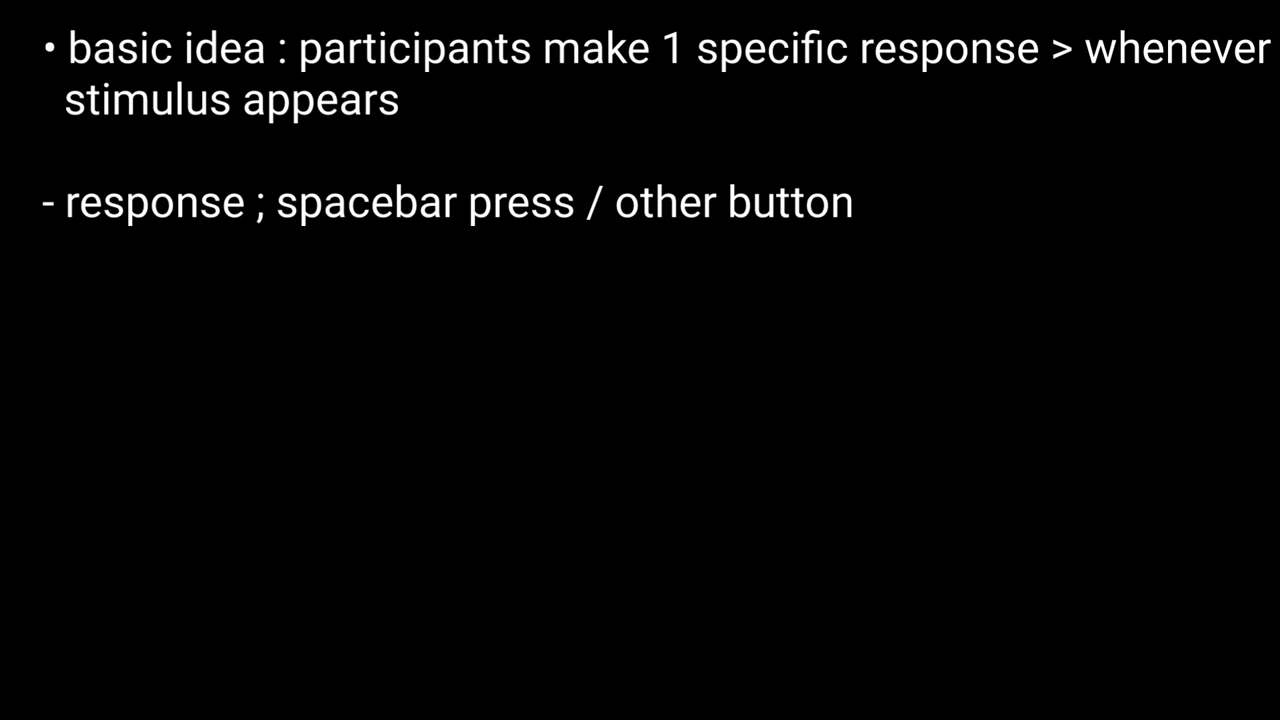 • basic idea : participants make 1 specific response > whenever
stimulus appears
- response ; spacebar press / other button